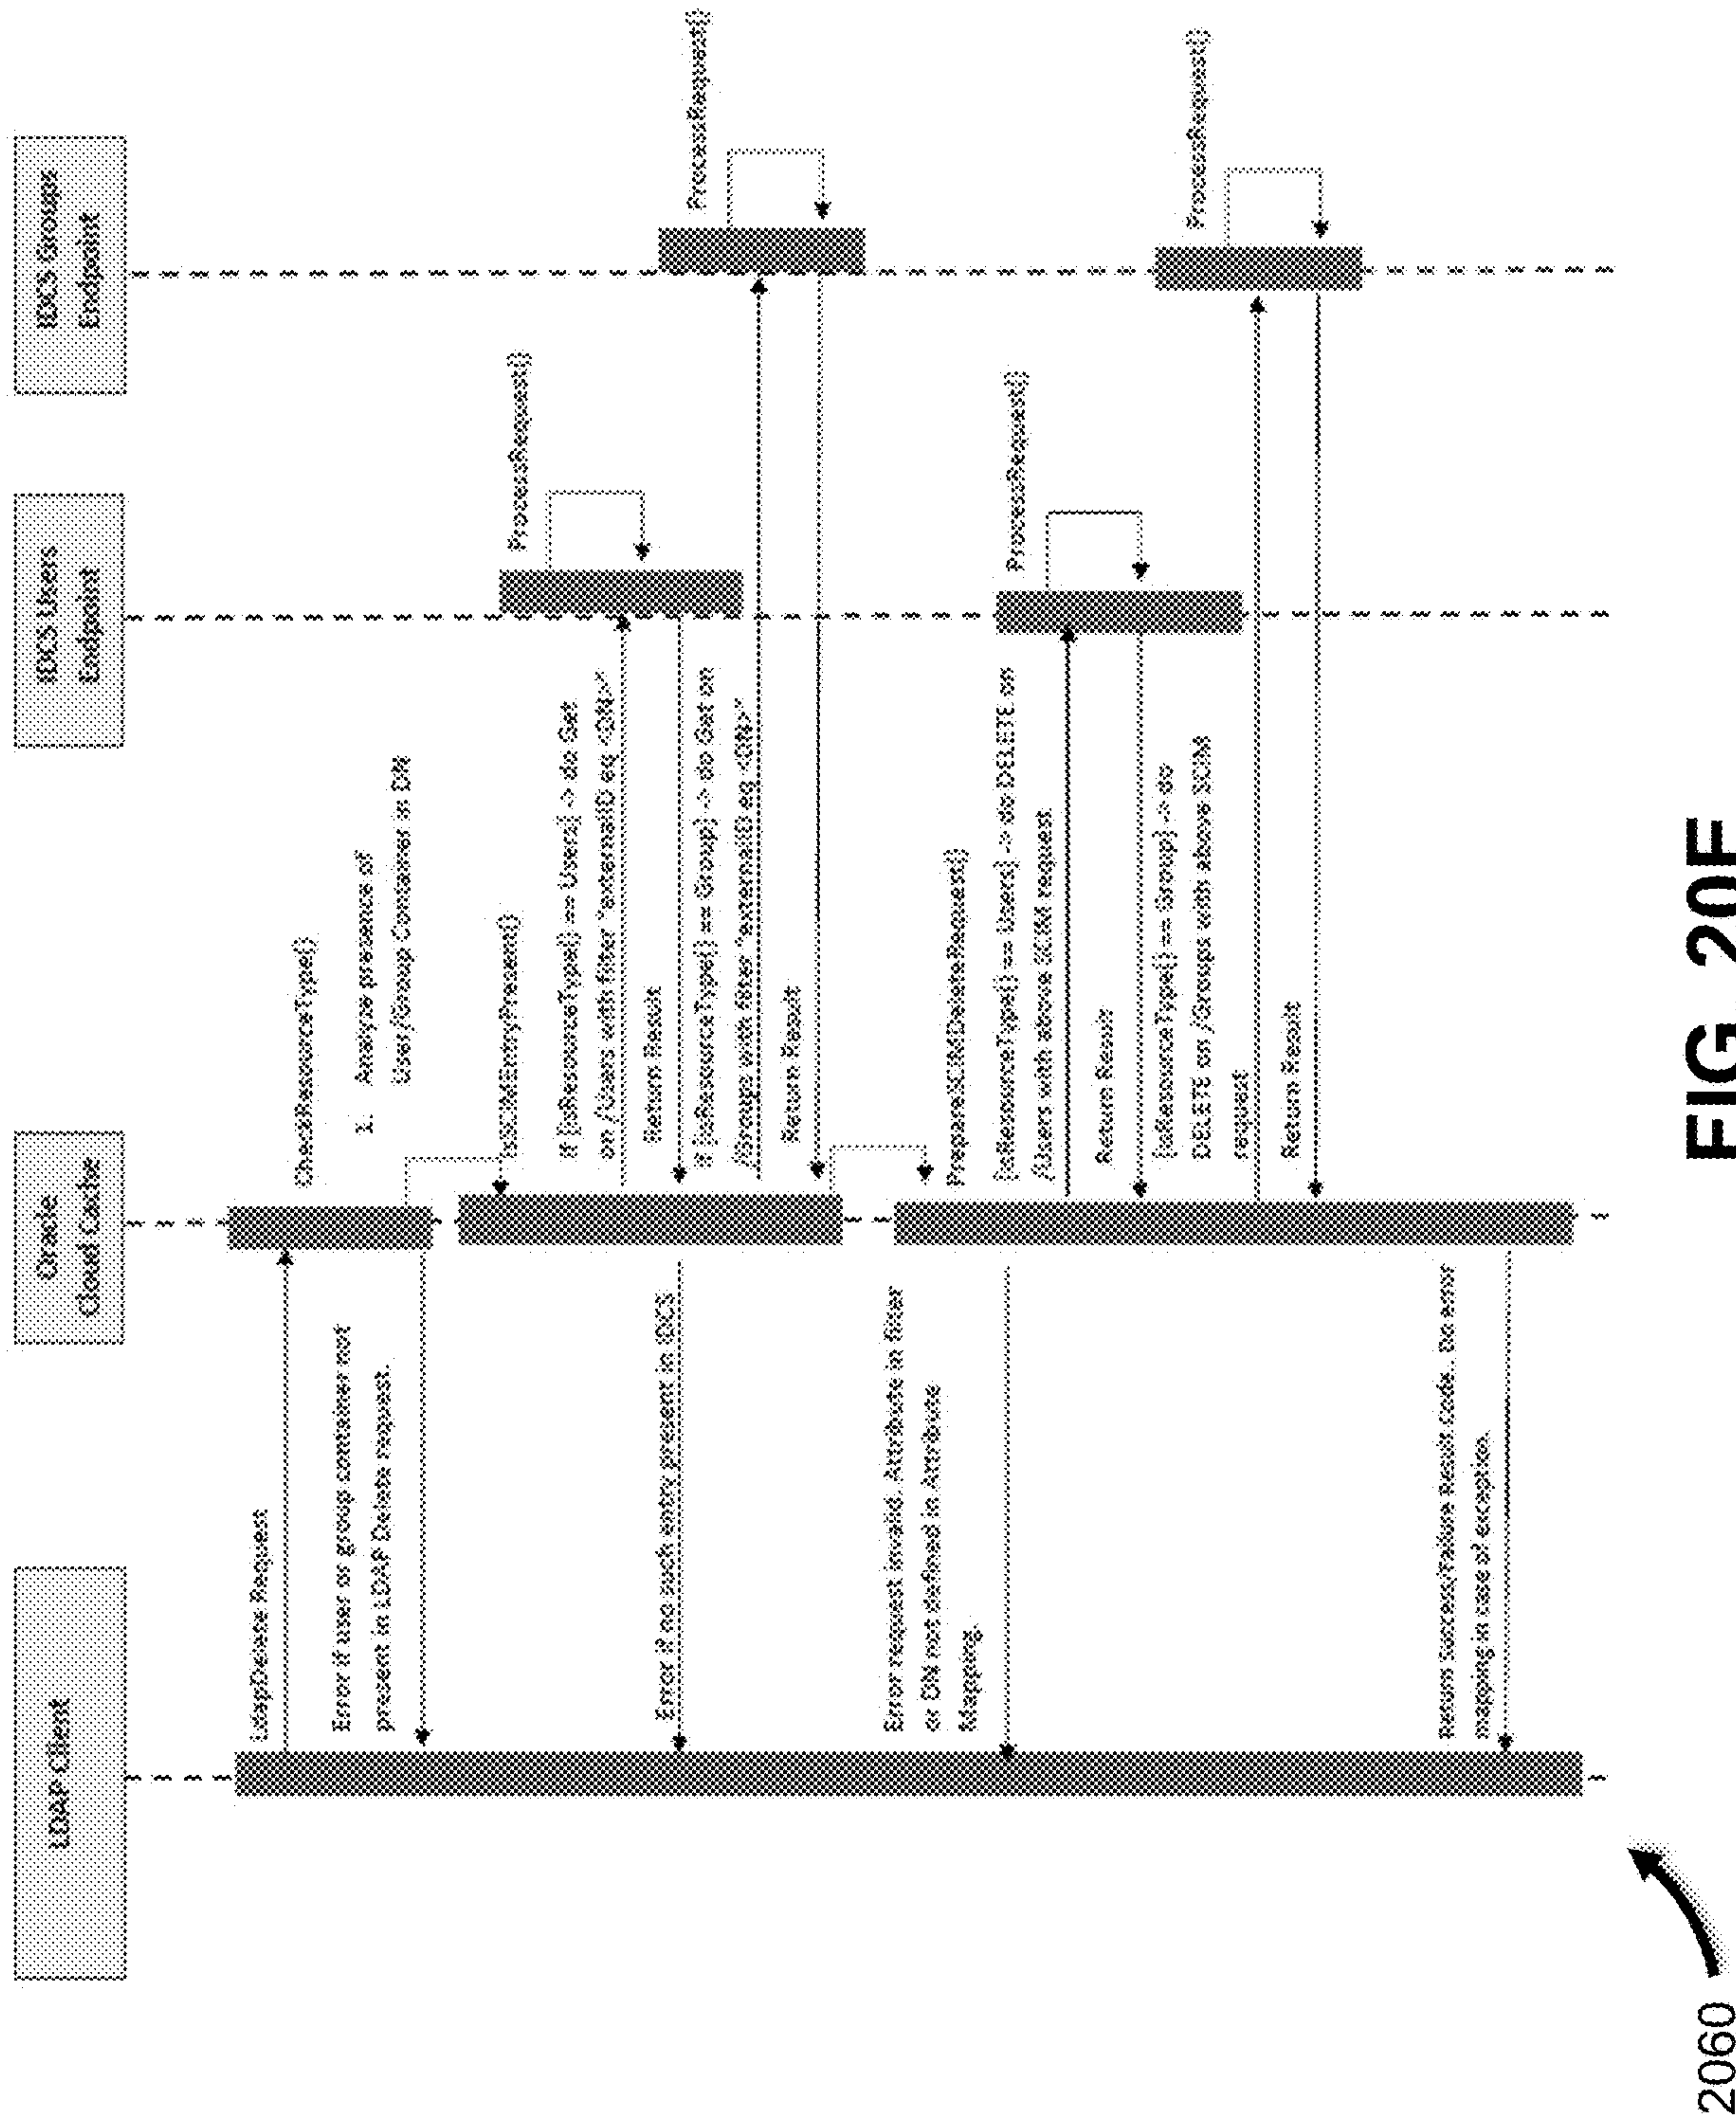 LDAP Client
Oracle
Cloud Cache
IDCS Users
Endpoint
IDCS Groups
Endpoint
LdapDelete Request
CheckResourceType()
Error if user or group container not
present in LDAP Delete request.
1. Analyse presence of
User/Group Container in DN
isSCIMEntryPresent()
ProcessRequest()
If [isResourceType() == User] -> do Get
on /Users with filter "externalID eq <DN>"
Return Result
Error if no such entry present in IDCS
If [isResourceType() == Group] -> do Get on
/Groups with filter "externalID eq <DN>"
ProcessRequest()
Return Result
Error request invalid. Attribute in filter
or DN not defined in Attribute
Mapping.
PrepareSCIMDeleteRequest()
[isResourceType() == User] -> do DELETE on
/Users with above SCIM request
ProcessRequest()
Return Result
[isResourceType() == Group] -> do
DELETE on /Groups with above SCIM
request
ProcessRequest()
Return Result
Return Success/Failure Result code. Do error
mapping in case of exception.
2060
FIG. 20F